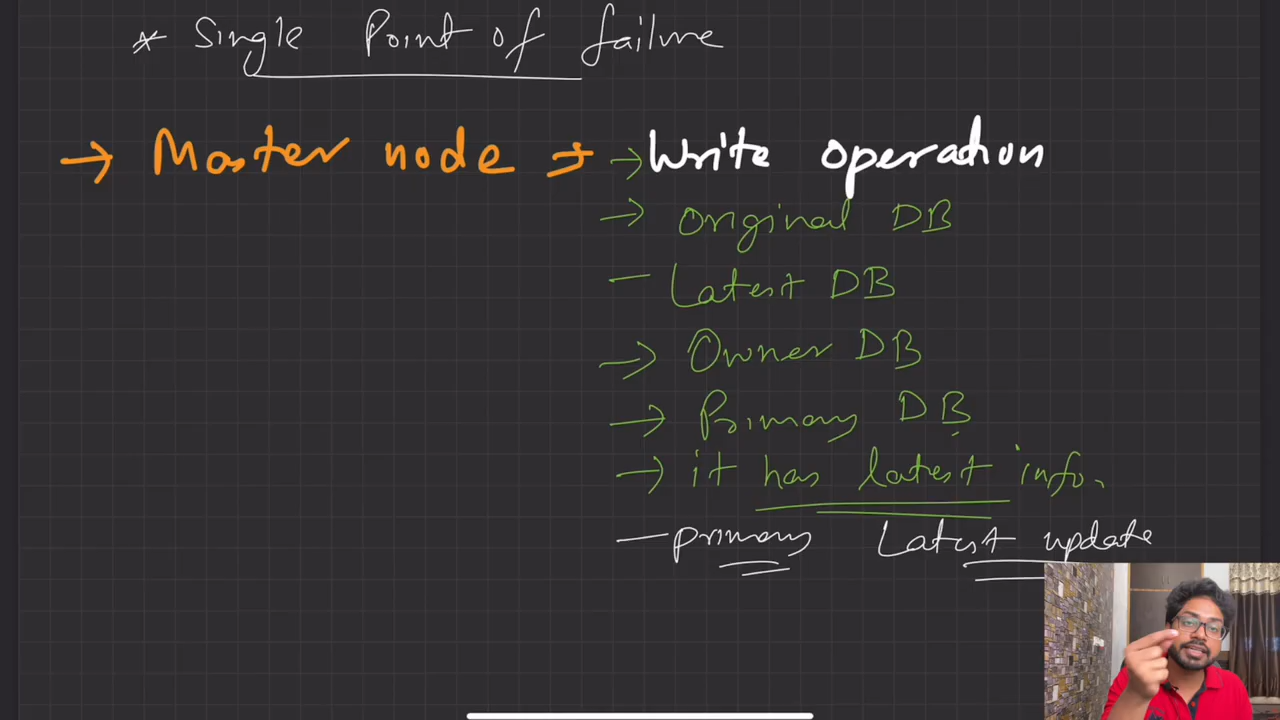 * Single Point of failure
→ Master node ⇒ → Write operation
→ Original DB
- Latest DB
→ Owner DB
→ Primary DB
→ it has latest info.
- primary Latest update